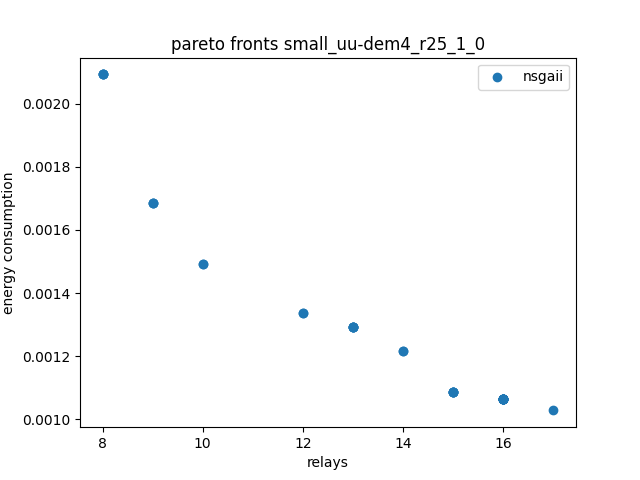 pareto fronts small_uu-dem4_r25_1_0
nsgaii
energy consumption
0.0020
0.0018
0.0016
0.0014
0.0012
0.0010
8 10 12 14 16
relays